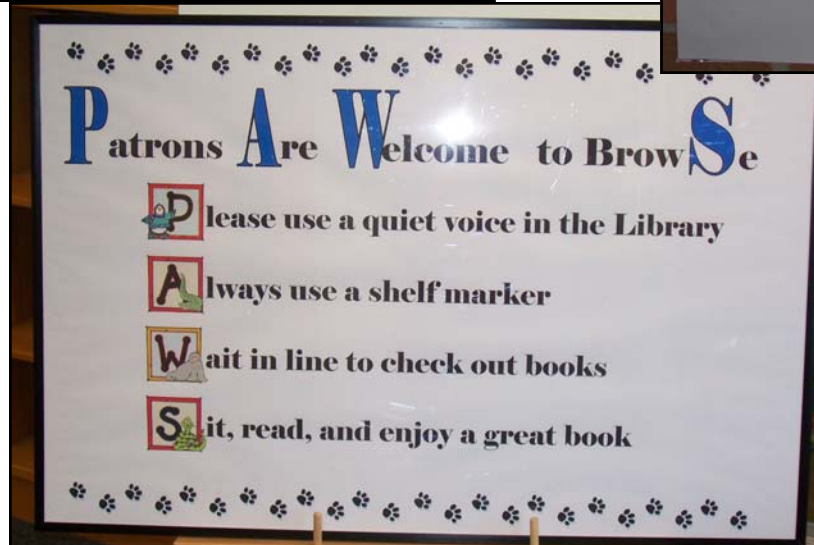 Patrons Are Welcome to BrowSe
Please use a quiet voice in the Library
Always use a shelf marker
Wait in line to check out books
Sit, read, and enjoy a great book